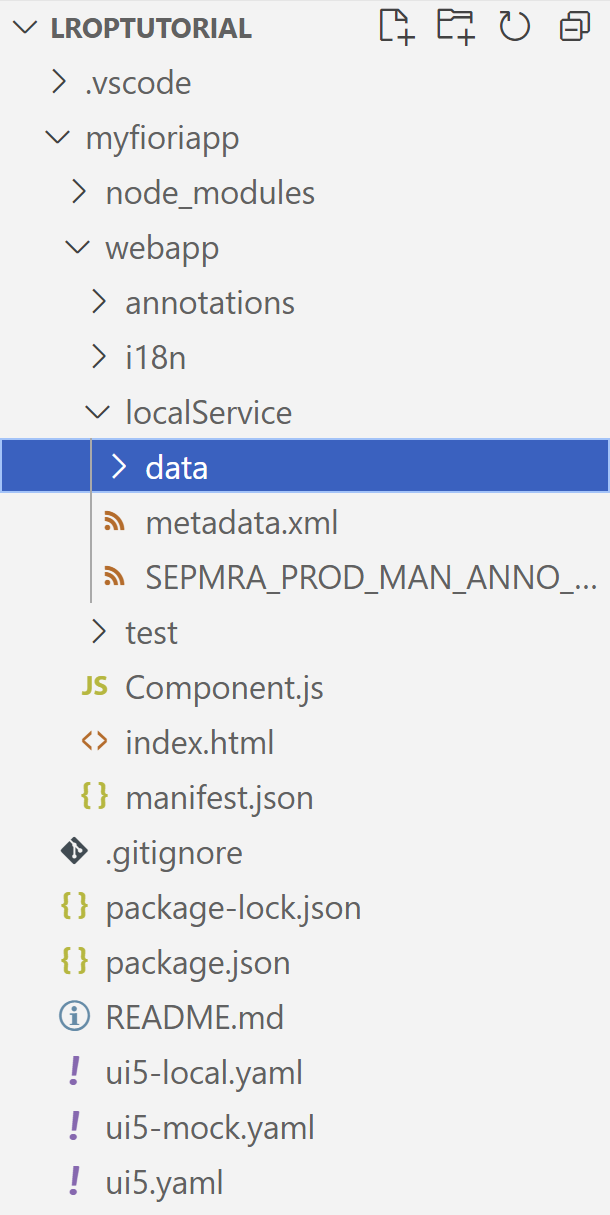 LROPTUTORIAL
.vscode
myfioriapp
node_modules
webapp
annotations
i18n
localService
data
metadata.xml
SEPMRA_PROD_MAN_ANNO_...
test
JS Component.js
<> index.html
{} manifest.json
.gitignore
{} package-lock.json
{} package.json
README.md
! ui5-local.yaml
! ui5-mock.yaml
! ui5.yaml